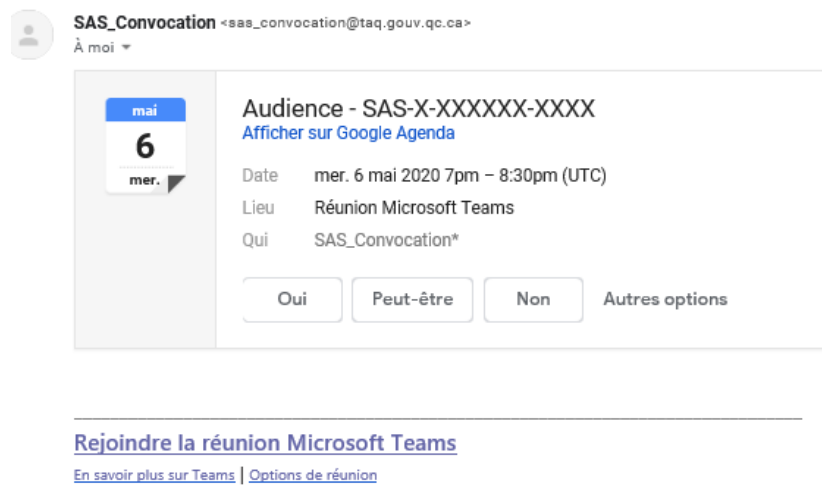 SAS_Convocation <sas_convocation@taq.gouv.qc.ca>
À moi
mai
6
mer.
Audience - SAS-X-XXXXXX-XXXX
Afficher sur Google Agenda
Date mer. 6 mai 2020 7pm – 8:30pm (UTC)
Lieu Réunion Microsoft Teams
Qui SAS_Convocation*
Oui Peut-être Non Autres options
Rejoindre la réunion Microsoft Teams
En savoir plus sur Teams | Options de réunion